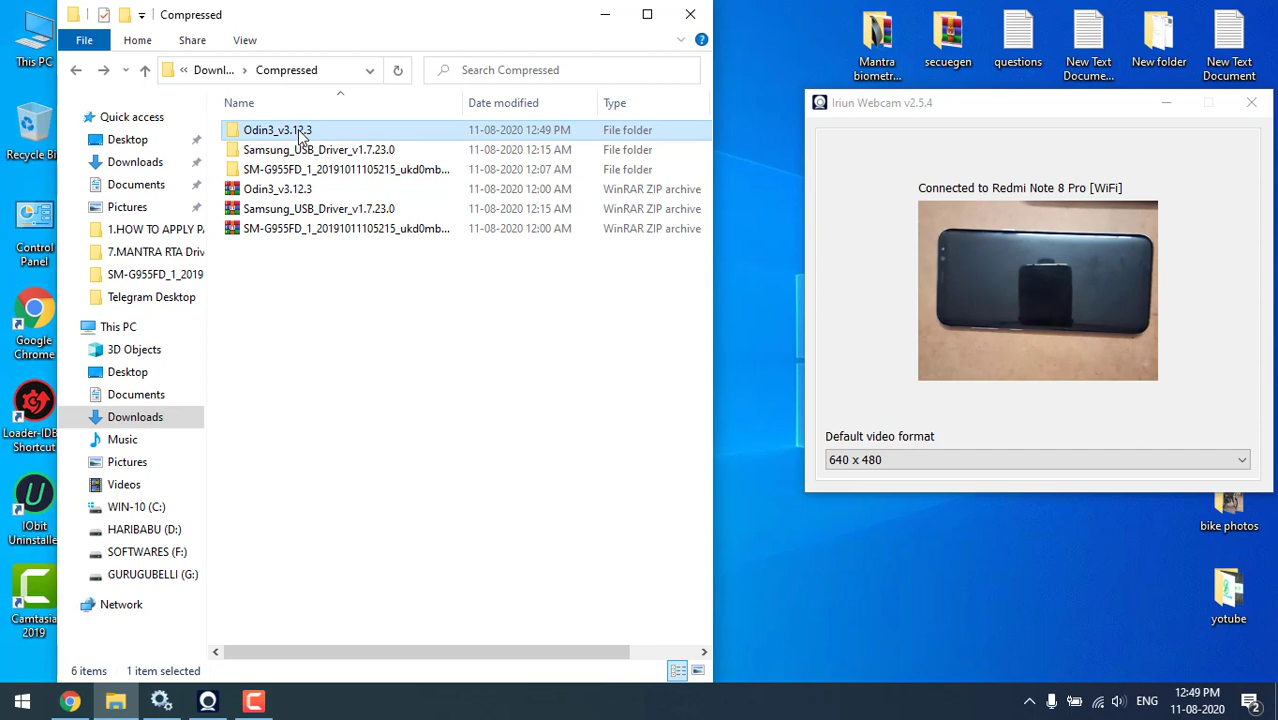 Compressed
File
Home
Share
View
Downl...
Compressed
Search Compressed
Name
Date modified
Type
Quick access
Desktop
Downloads
Documents
Pictures
1.HOW TO APPLY PA
7.MANTRA RTA Driv
SM-G955FD_1_2019
Telegram Desktop
This PC
3D Objects
Desktop
Documents
Downloads
Music
Pictures
Videos
WIN-10 (C:)
HARIBABU (D:)
SOFTWARES (F:)
GURUGUBELLI (G:)
Network
Odin3_v3.12.3 11-08-2020 12:49 PM File folder
Samsung_USB_Driver_v1.7.23.0 11-08-2020 12:15 AM File folder
SM-G955FD_1_20191011105215_ukd0mb... 11-08-2020 12:07 AM File folder
Odin3_v3.12.3 11-08-2020 12:00 AM WinRAR ZIP archive
Samsung_USB_Driver_v1.7.23.0 11-08-2020 12:15 AM WinRAR ZIP archive
SM-G955FD_1_20191011105215_ukd0mb... 11-08-2020 12:00 AM WinRAR ZIP archive
6 items
1 item selected
This PC
Recycle Bi
Control
Panel
Google
Chrome
Loader-IDB
Shortcut
IObit
Uninstalle
Camtasia
2019
Mantra
biometr...
secuegen
questions
New Text
Docume...
New folder
New Text
Document
Iriun Webcam v2.5.4
Connected to Redmi Note 8 Pro [WiFi]
Default video format
640 x 480
bike photos
yotube
ENG
12:49 PM
11-08-2020
2